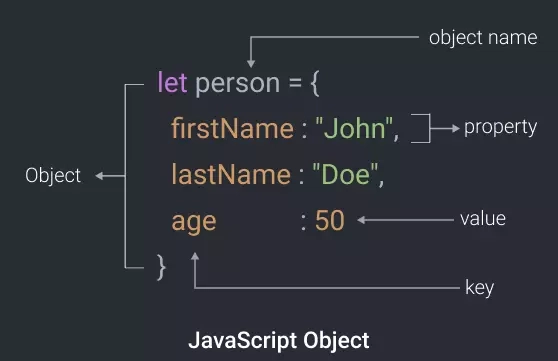 object name
let person = {
firstName : "John", property
Object lastName : "Doe",
age : 50 value
}
key
JavaScript Object